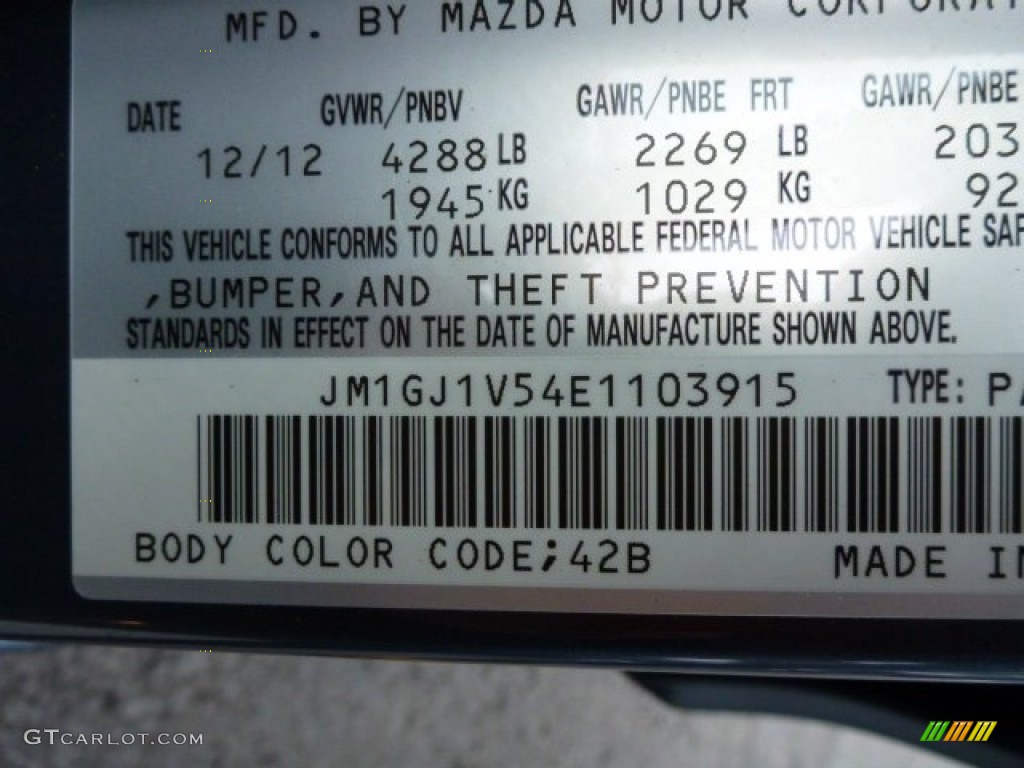 MFD. BY MAZDA MOTOR CORPORAT
DATE GVWR/PNBV GAWR/PNBE FRT GAWR/PNBE
12/12 4288 LB 2269 LB 203
1945 KG 1029 KG 92
THIS VEHICLE CONFORMS TO ALL APPLICABLE FEDERAL MOTOR VEHICLE SAF
,BUMPER,AND THEFT PREVENTION
STANDARDS IN EFFECT ON THE DATE OF MANUFACTURE SHOWN ABOVE.
JM1GJ1V54E1103915 TYPE: PA
BODY COLOR CODE;42B MADE IN
GTCARLOT.COM